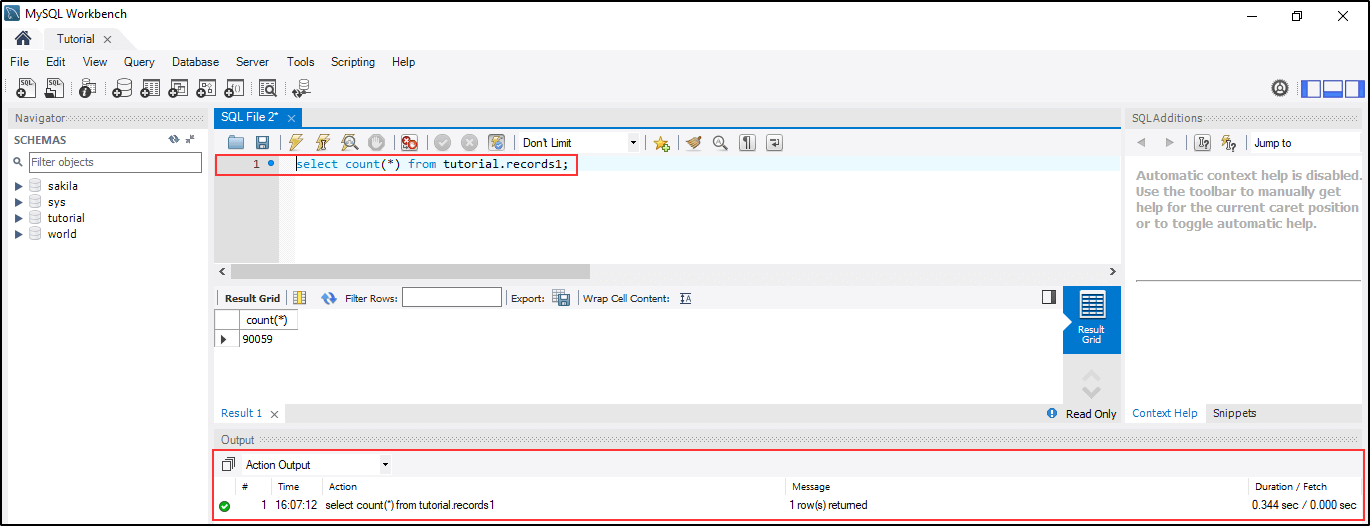 MySQL Workbench
Tutorial
File Edit View Query Database Server Tools Scripting Help
Navigator
SCHEMAS
Filter objects
sakila
sys
tutorial
world
SQL File 2*
Don't Limit
1 select count(*) from tutorial.records1;
Result Grid Filter Rows: Export: Wrap Cell Content:
count(*)
90059
Result Grid
Result 1
Read Only
SQLAdditions
Jump to
Automatic context help is disabled.
Use the toolbar to manually get
help for the current caret position
or to toggle automatic help.
Context Help Snippets
Output
Action Output
# Time Action Message Duration / Fetch
1 16:07:12 select count(*) from tutorial.records1 1 row(s) returned 0.344 sec / 0.000 sec